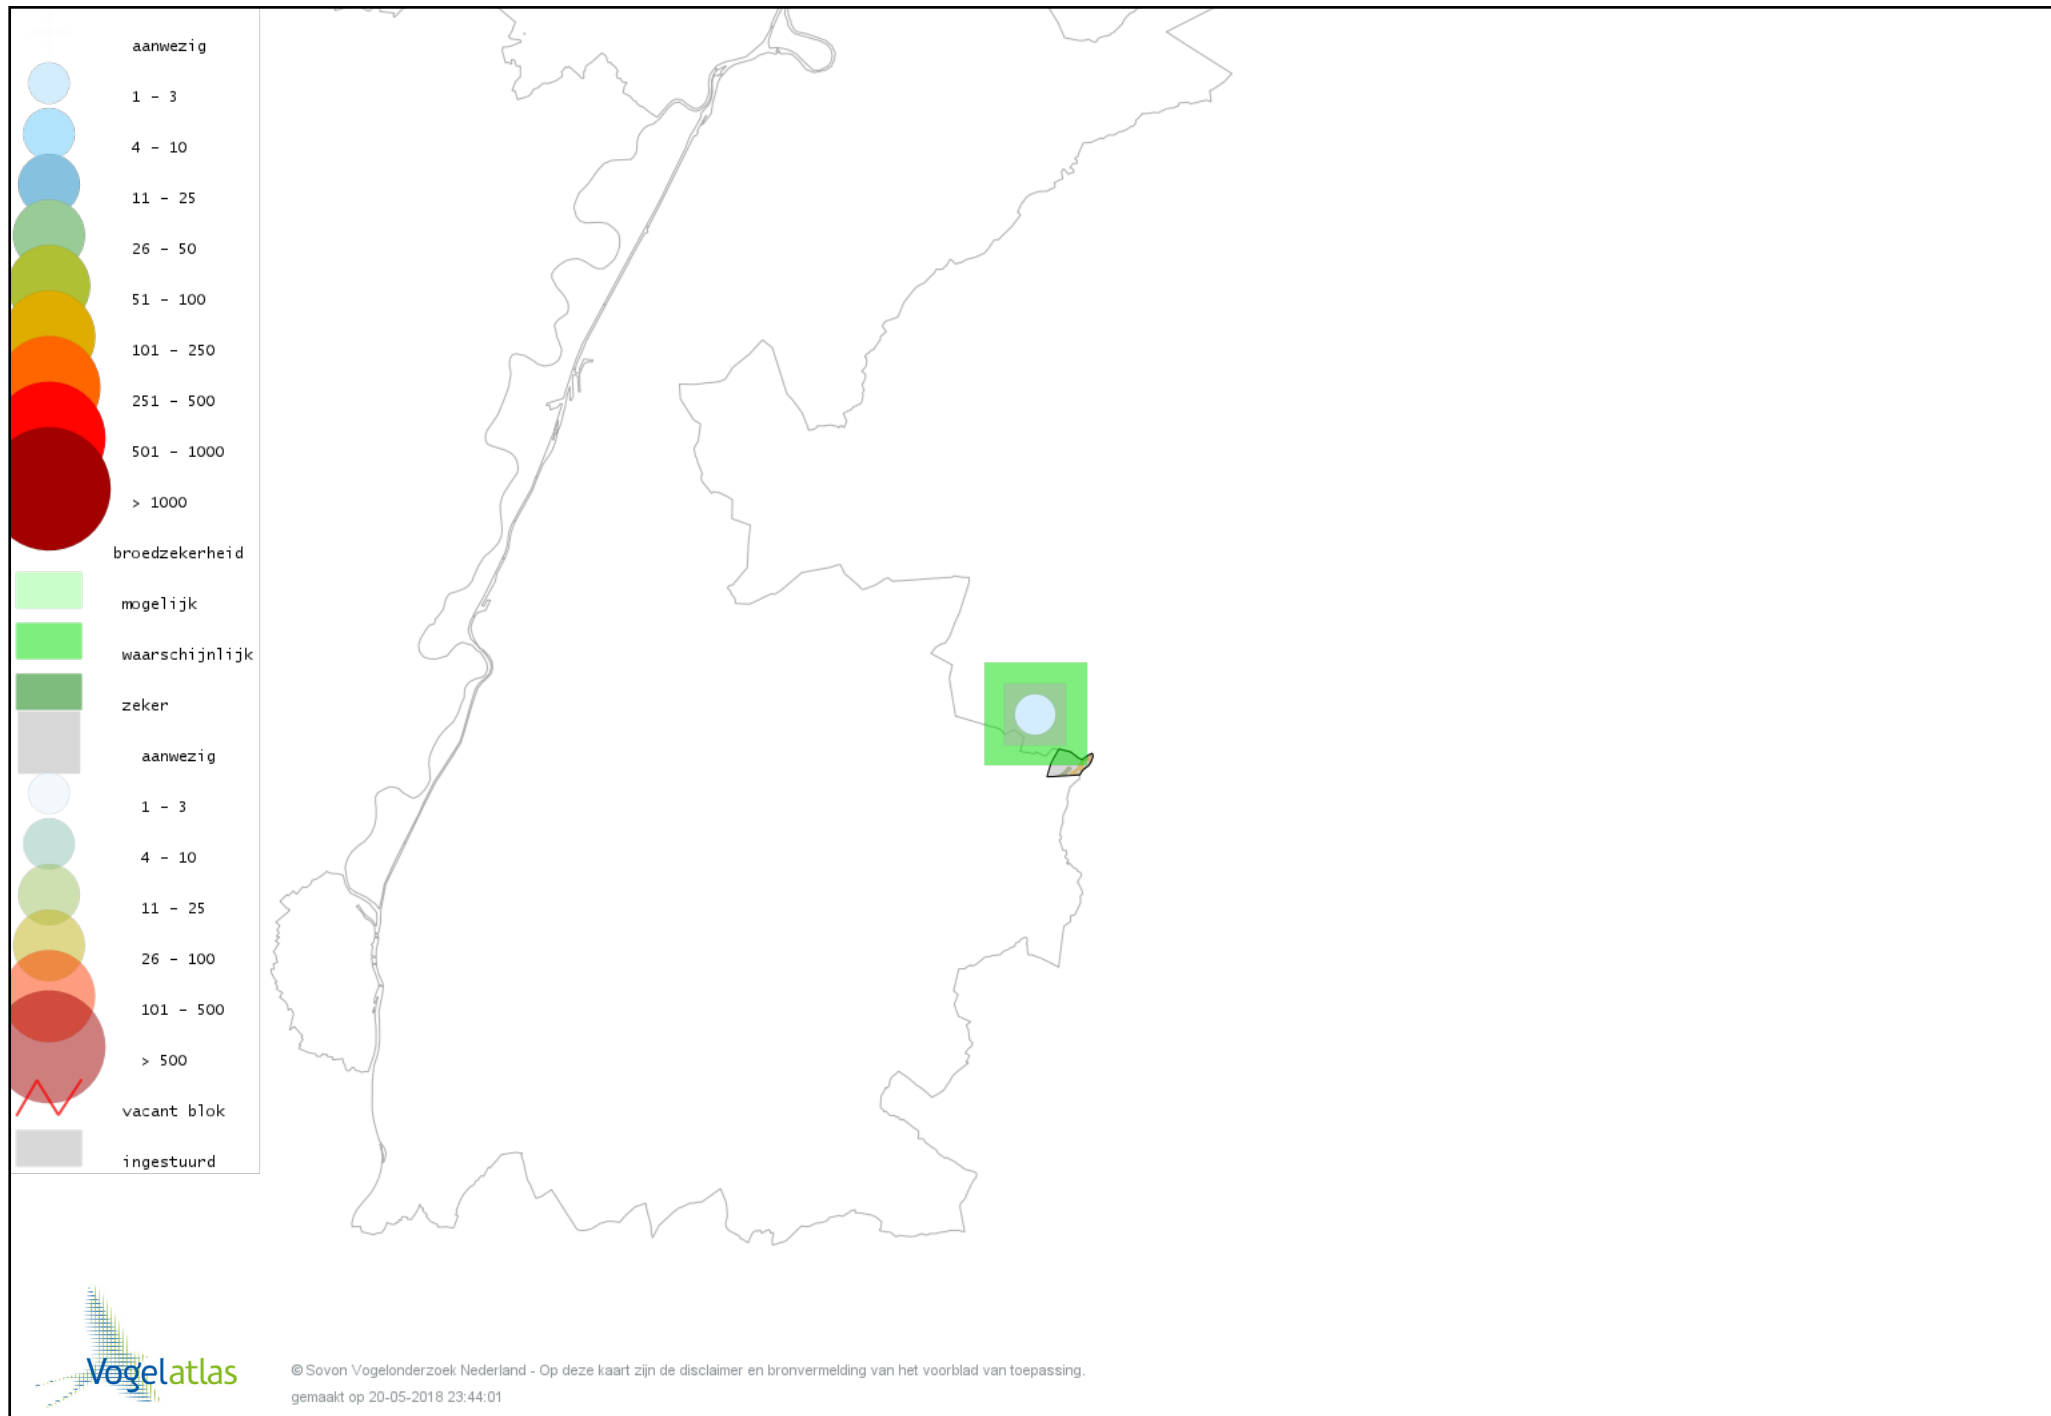 aanwezig
1 - 3
4 - 10
11 - 25
26 - 50
51 - 100
101 - 250
251 - 500
501 - 1000
> 1000
broedzekerheid
mogelijk
waarschijnlijk
zeker
aanwezig
1 - 3
4 - 10
11 - 25
26 - 100
101 - 500
> 500
vacant blok
ingestuurd
Vogelatlas
© Sovon Vogelonderzoek Nederland - Op deze kaart zijn de disclaimer en bronvermelding van het voorblad van toepassing.
gemaakt op 20-05-2018 23:44:01